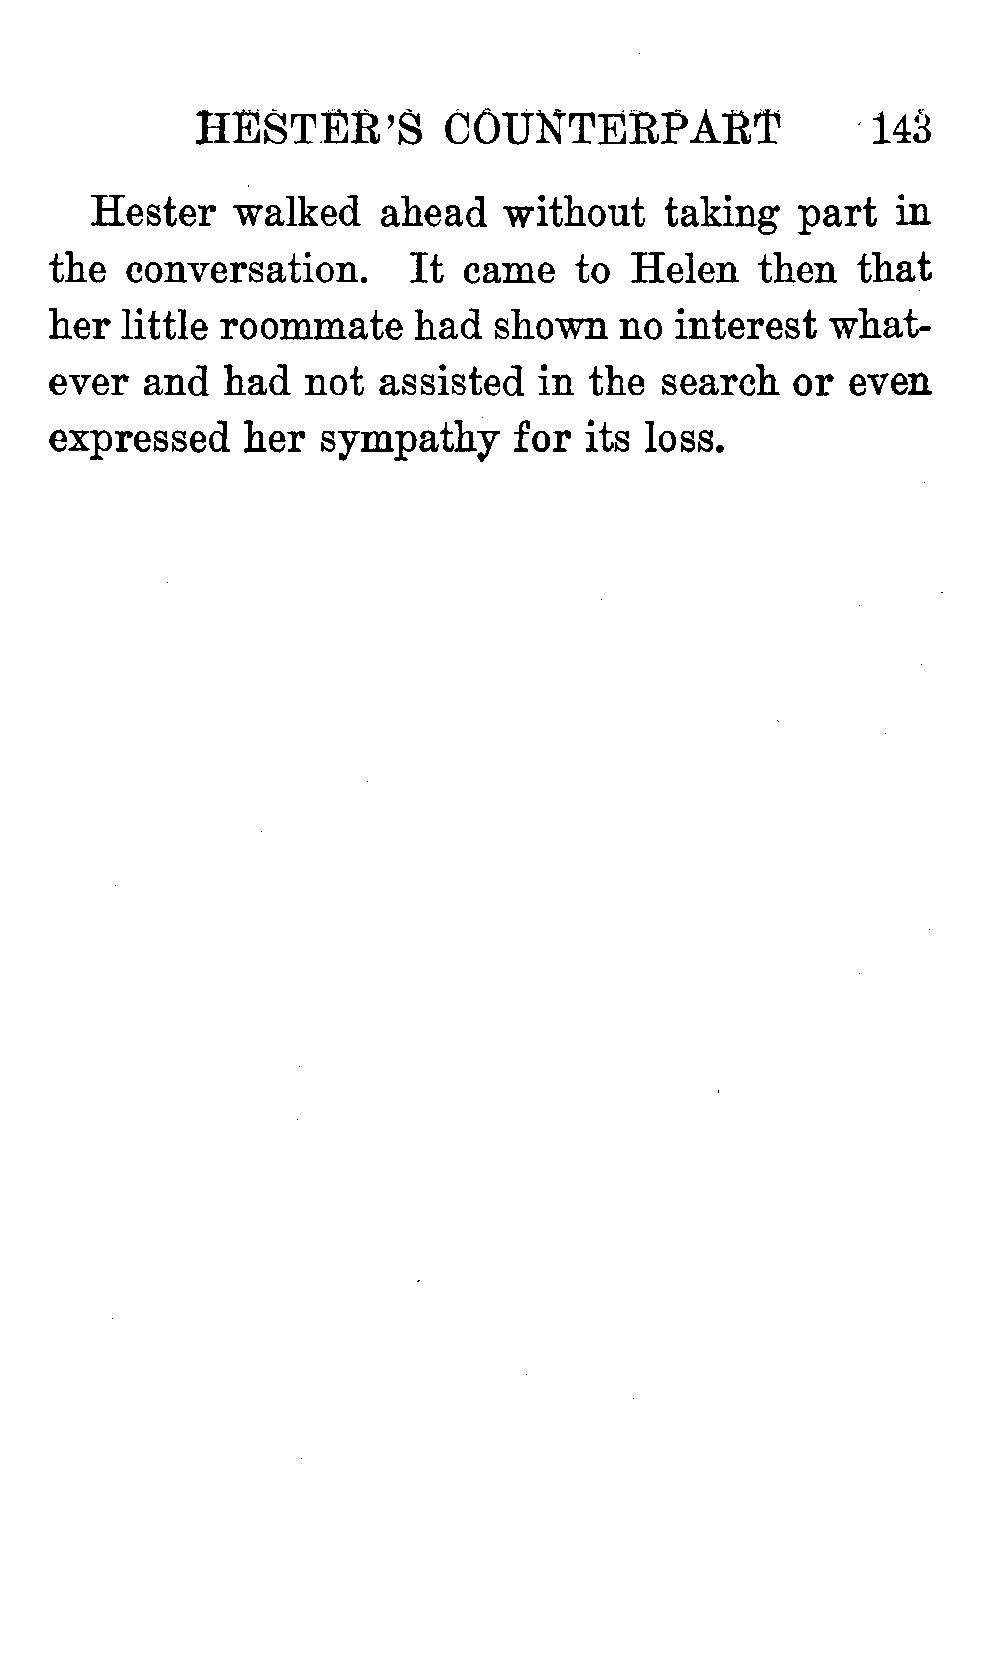 HESTER'S COUNTERPART 143
Hester walked ahead without taking part in
the conversation. It came to Helen then that
her little roommate had shown no interest what-
ever and had not assisted in the search or even
expressed her sympathy for its loss.